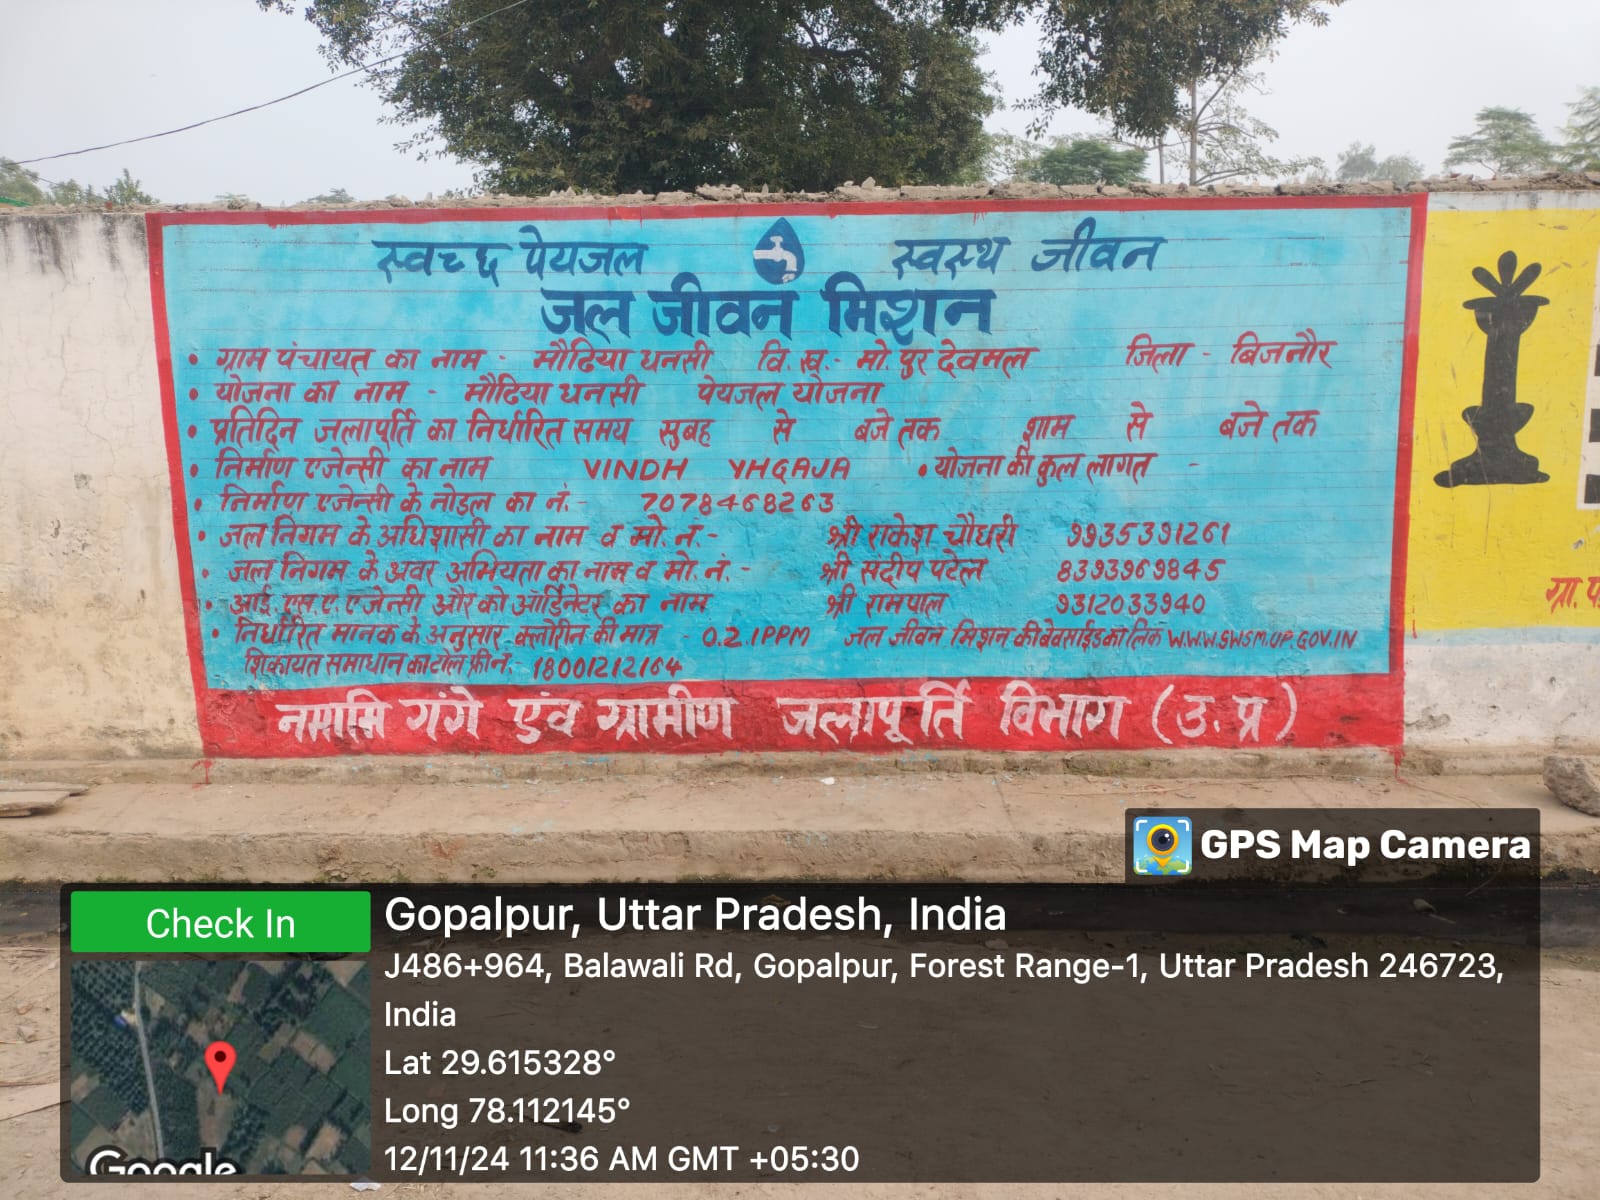 स्वच्छ पेयजल स्वस्थ जीवन
जल जीवन मिशन
• ग्राम पंचायत का नाम - मौढिया धनसी वि. ख.- मो. पुर देवमल जिला - बिजनौर
• योजना का नाम - मौढिया धनसी पेयजल योजना
• प्रतिदिन जलापूर्ति का निर्धारित समय सुबह से बजे तक शाम से बजे तक
• निर्माण एजेन्सी का नाम VINDH YHGAJA • योजना की कुल लागत -
• निर्माण एजेन्सी के नोडल का नं.- 7078468263
• जल निगम के अधिशासी का नाम व मो. नं.- श्री राकेश चौधरी 9935391261
• जल निगम के अवर अभियंता का नाम व मो. नं.- श्री संदीप पटेल 8393969845
• आई. एस. ए. एजेन्सी और को ऑर्डिनेटर का नाम श्री रामपाल 9312033940
• निर्धारित मानक के अनुसार क्लोरीन की मात्र - 0.2.1PPM जल जीवन मिशन की वेबसाईड का लिंक W.W.W.SWSM.UP.GOV.IN
शिकायत समाधान का टोल फ्री नं.- 18001212164
नमामि गंगे एंव ग्रामीण जलापूर्ति विभाग (उ.प्र)
ग्रा.
GPS Map Camera
Check In
Gopalpur, Uttar Pradesh, India
J486+964, Balawali Rd, Gopalpur, Forest Range-1, Uttar Pradesh 246723,
India
Lat 29.615328°
Long 78.112145°
12/11/24 11:36 AM GMT +05:30
Google